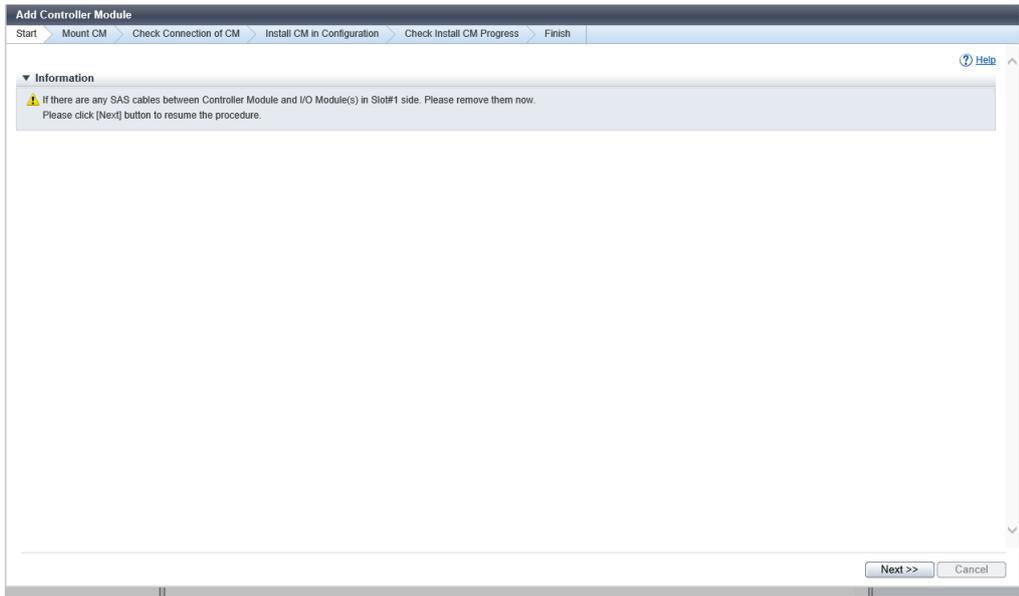 Add Controller Module
Start Mount CM Check Connection of CM Install CM in Configuration Check Install CM Progress Finish
Help
Information
If there are any SAS cables between Controller Module and I/O Module(s) in Slot#1 side. Please remove them now.
Please click [Next] button to resume the procedure.
Next >> Cancel